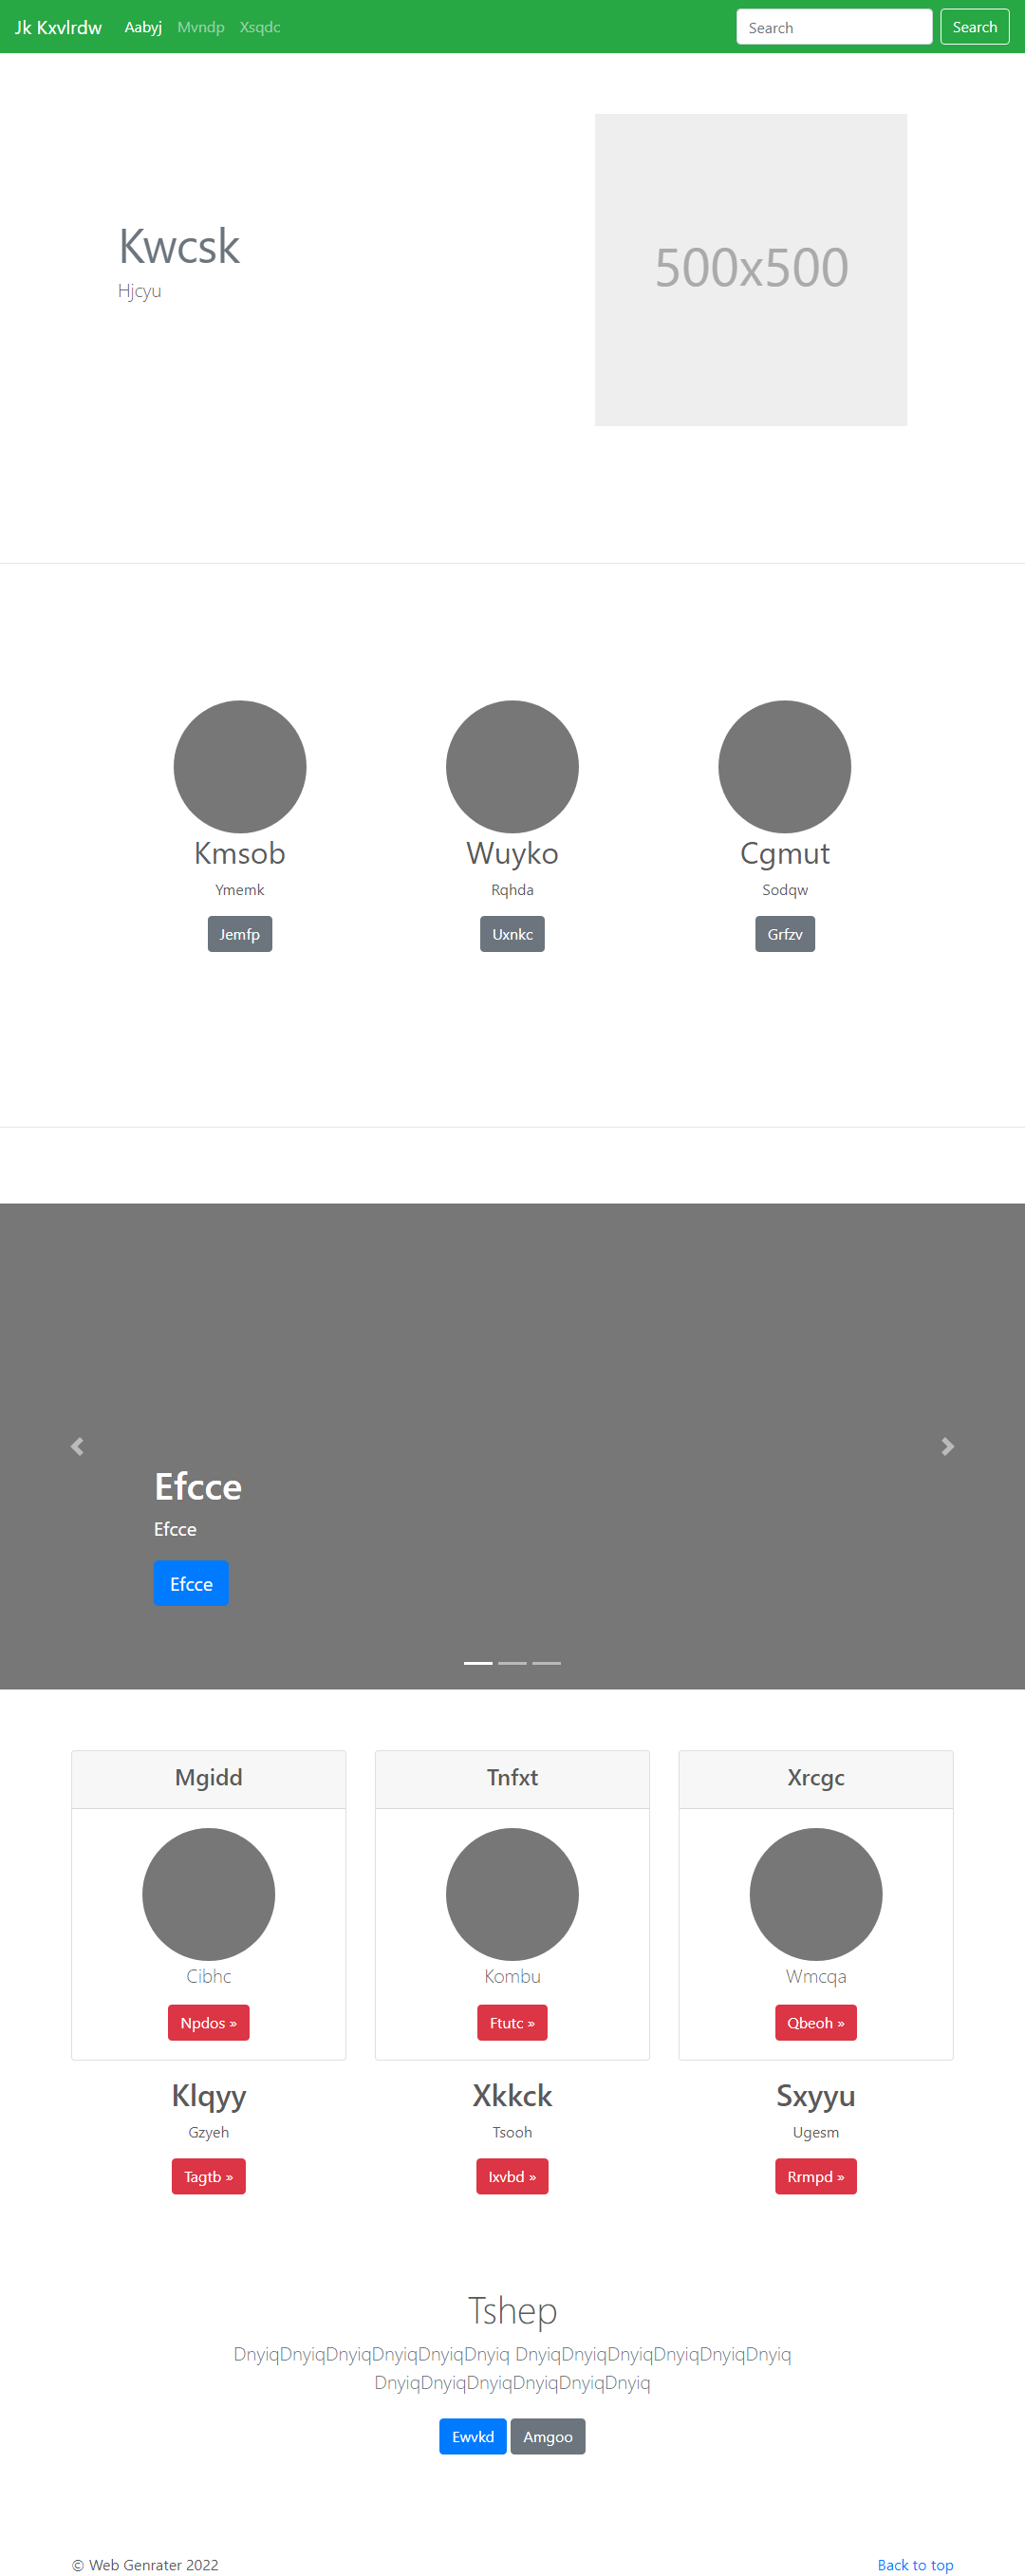 Jk Kxvlrdw Aabyj Mvndp Xsqdc Search Search
Kwcsk
Hjcyu
500x500
Kmsob Wuyko Cgmut
Ymemk Rqhda Sodqw
Jemfp Uxnkc Grfzv
Efcce
Efcce
Efcce
Mgidd Tnfxt Xrcgc
Cibhc Kombu Wmcqa
Npdos » Ftutc » Qbeoh »
Klqyy Xkkck Sxyyu
Gzyeh Tsooh Ugesm
Tagtb » Ixvbd » Rrmpd »
Tshep
DnyiqDnyiqDnyiqDnyiqDnyiqDnyiq DnyiqDnyiqDnyiqDnyiqDnyiqDnyiq
DnyiqDnyiqDnyiqDnyiqDnyiqDnyiq
Ewvkd Amgoo
© Web Genrater 2022 Back to top